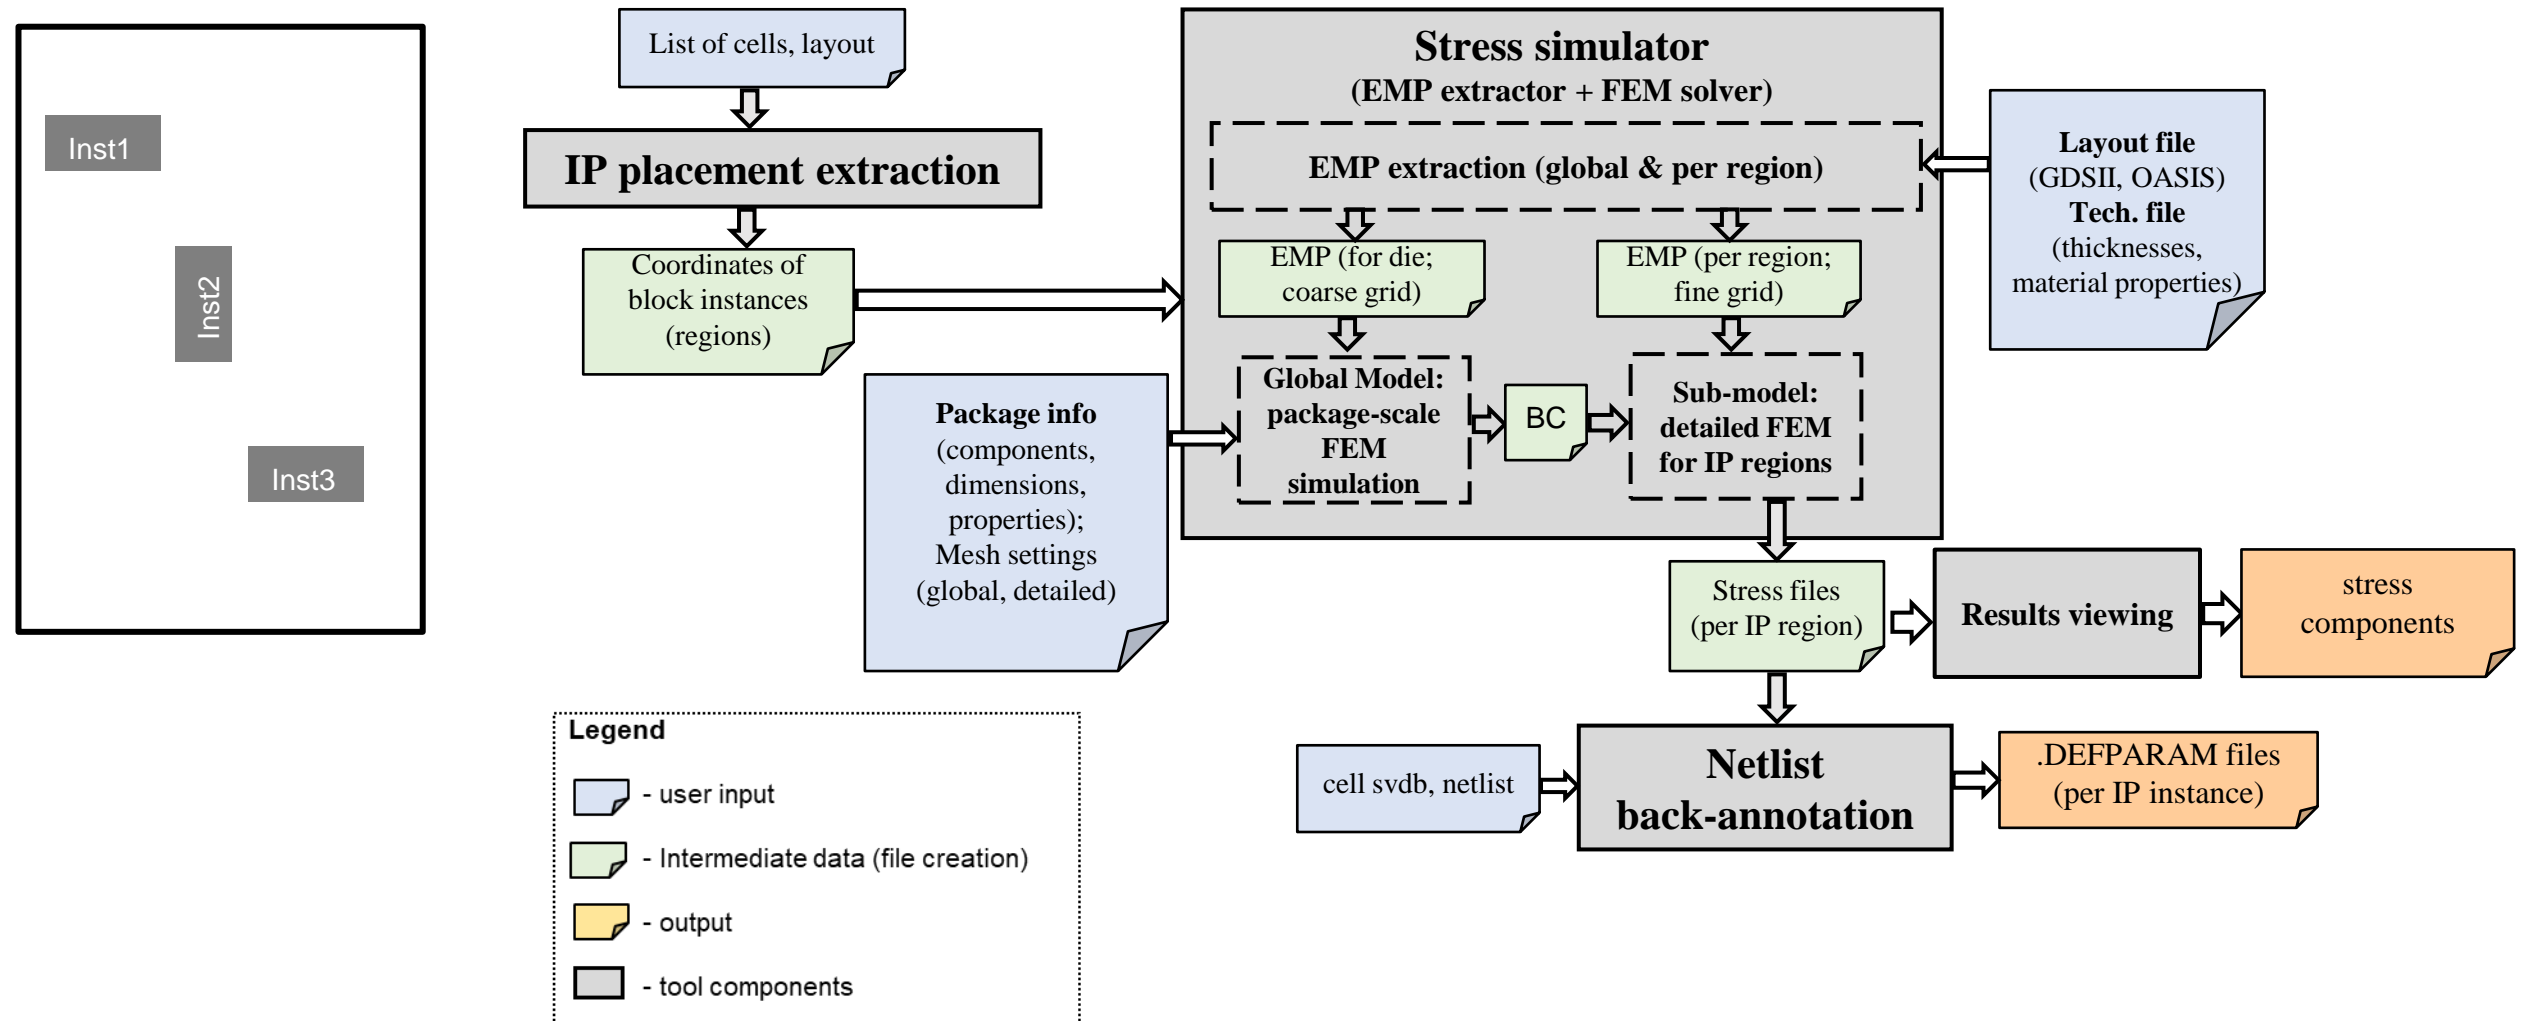 Inst1
Inst2
Inst3
List of cells, layout
IP placement extraction
Coordinates of
block instances
(regions)
Package info
(components,
dimensions,
properties);
Mesh settings
(global, detailed)
Stress simulator
(EMP extractor + FEM solver)
EMP extraction (global & per region)
EMP (for die;
coarse grid)
EMP (per region;
fine grid)
Global Model:
package-scale
FEM
simulation
BC
Sub-model:
detailed FEM
for IP regions
Layout file
(GDSII, OASIS)
Tech. file
(thicknesses,
material properties)
Stress files
(per IP region)
Results viewing
stress
components
cell svdb, netlist
Netlist
back-annotation
.DEFPARAM files
(per IP instance)
Legend
- user input
- Intermediate data (file creation)
- output
- tool components